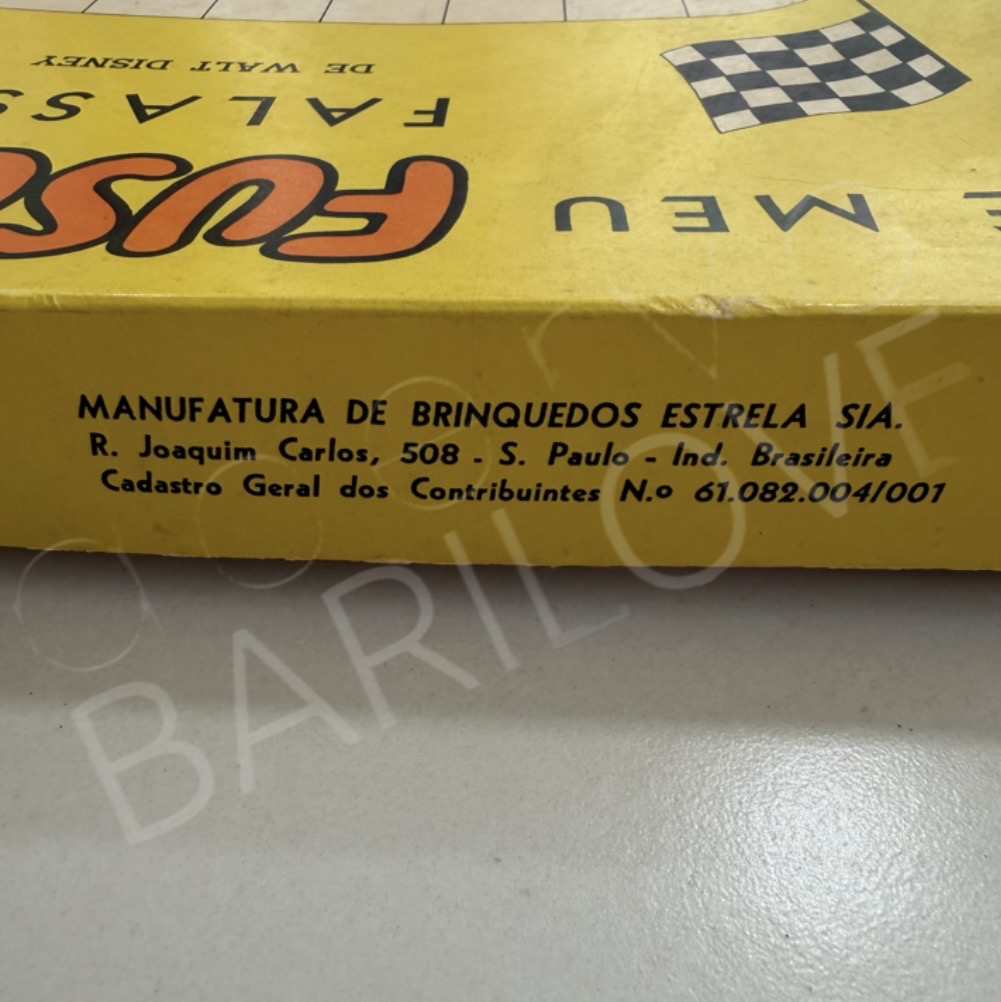 E MEU
FUSC
FALASS
DE WALT DISNEY
MANUFATURA DE BRINQUEDOS ESTRELA S/A.
R. Joaquim Carlos, 508 - S. Paulo - Ind. Brasileira
Cadastro Geral dos Contribuintes N.o 61.082.004/001
BARILOVE